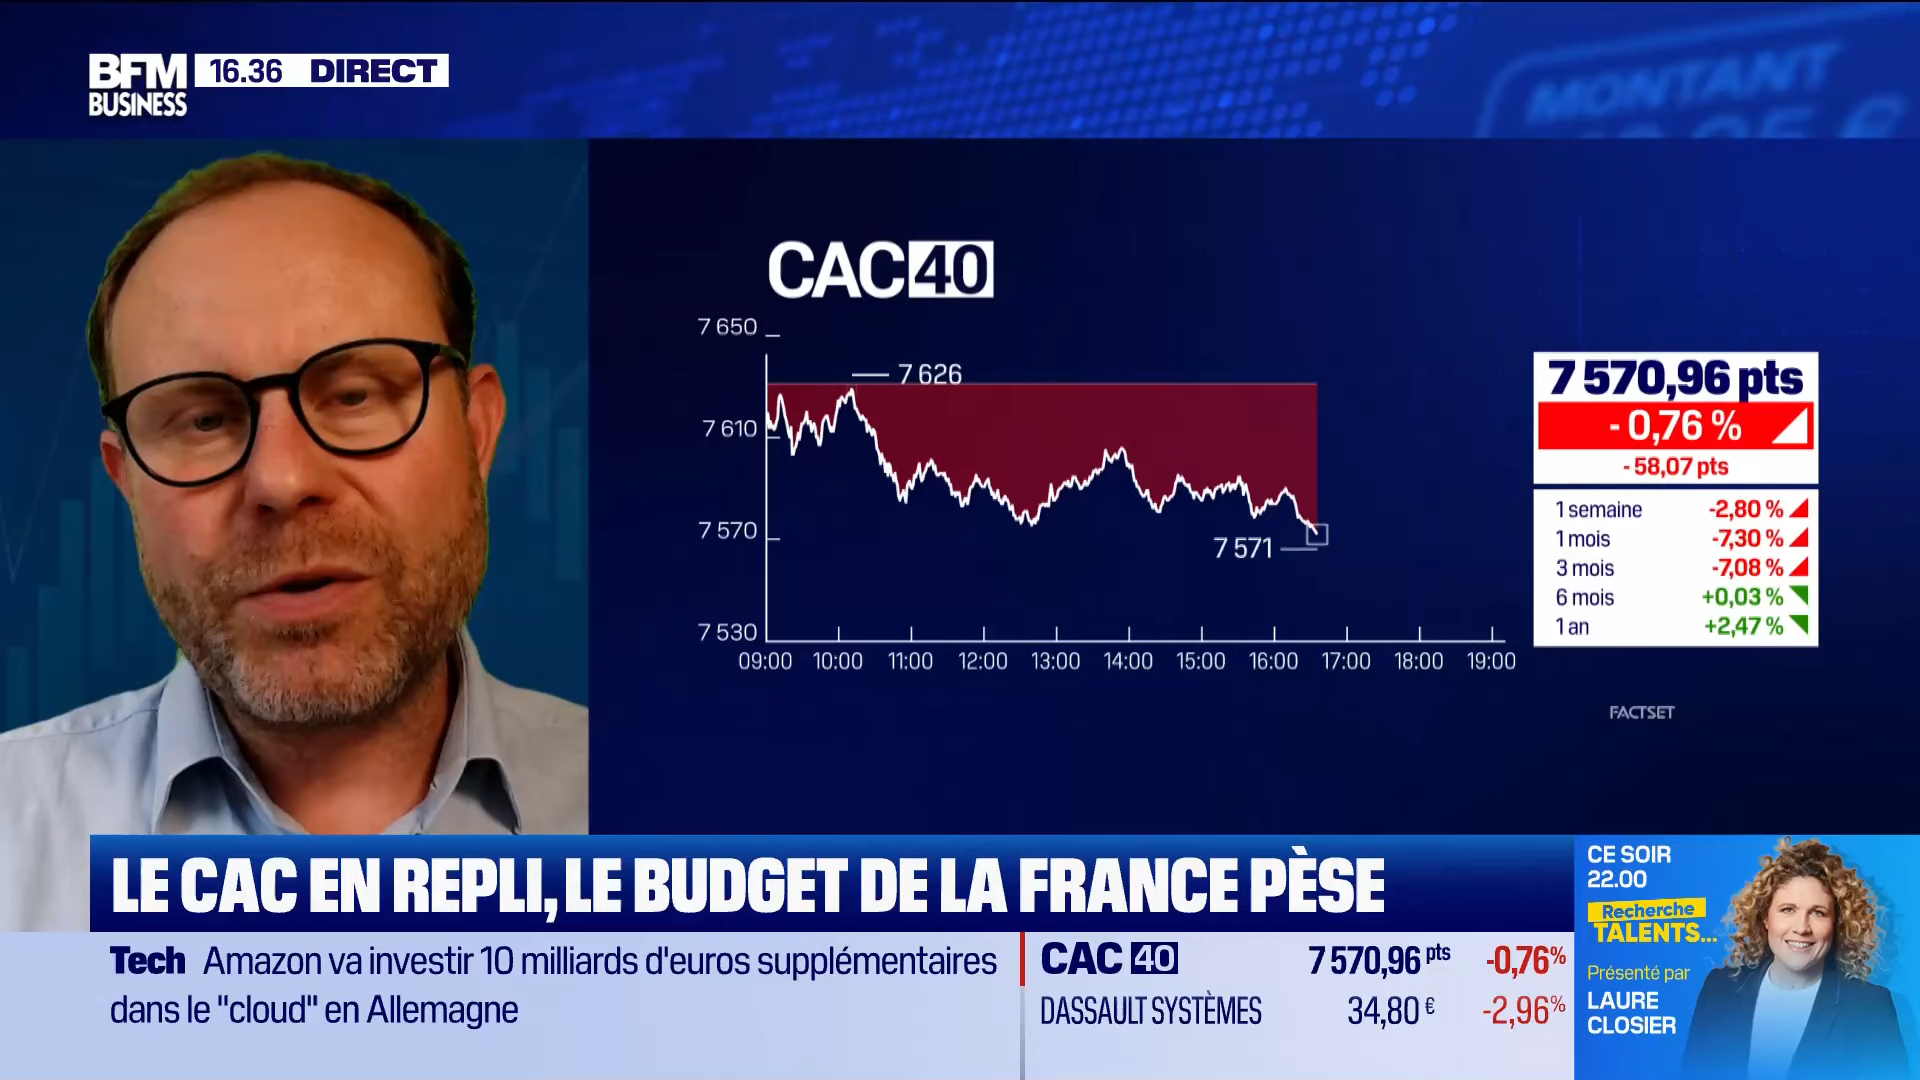 BFM
BUSINESS
16.36 DIRECT
MONTANT
CAC 40
7 650
7 610
7 570
7 530
7 626
7 571
09:00 10:00 11:00 12:00 13:00 14:00 15:00 16:00 17:00 18:00 19:00
7 570,96 pts
- 0,76 %
- 58,07 pts
1 semaine -2,80 %
1 mois -7,30 %
3 mois -7,08 %
6 mois +0,03 %
1 an +2,47 %
FACTSET
LE CAC EN REPLI, LE BUDGET DE LA FRANCE PÈSE
Tech Amazon va investir 10 milliards d'euros supplémentaires
dans le "cloud" en Allemagne
CAC 40 7 570,96 pts -0,76%
DASSAULT SYSTÈMES 34,80 € -2,96%
CE SOIR
22.00
Recherche
TALENTS...
Présenté par
LAURE
CLOSIER